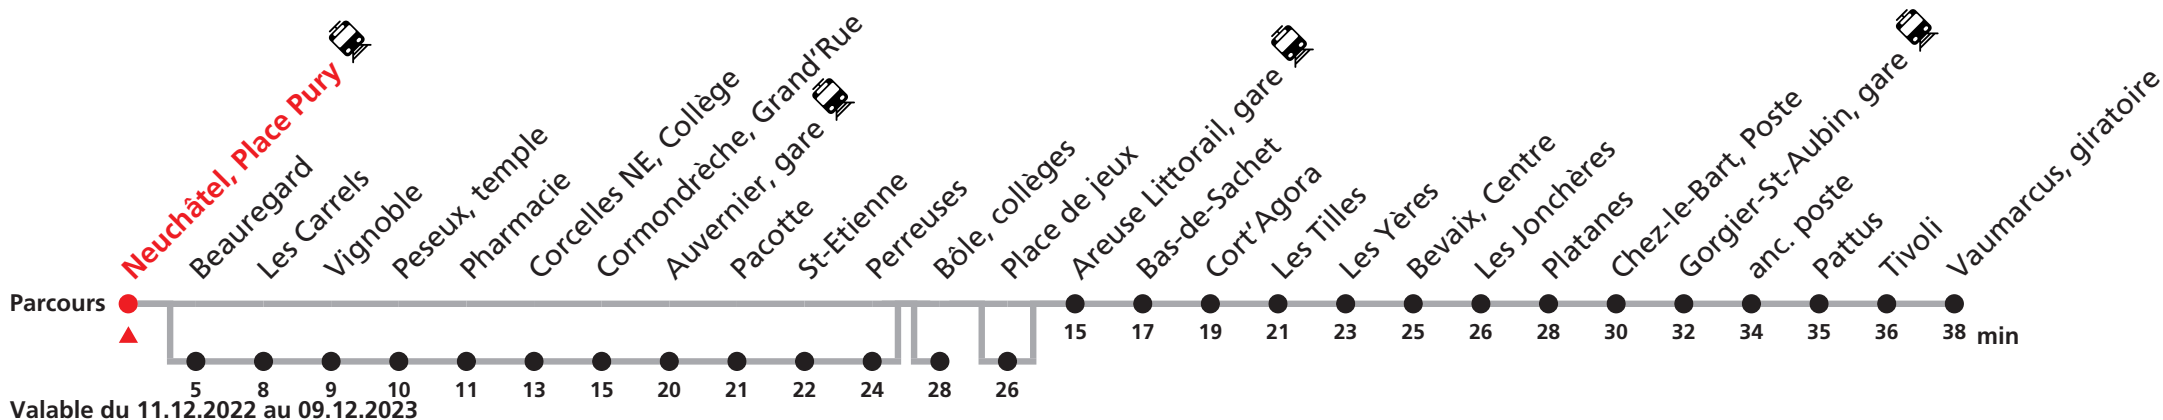 Neuchâtel, Place Pury
Beauregard
Les Carrels
Vignoble
Peseux, temple
Pharmacie
Corcelles NE, Collège
Cormondrèche, Grand'Rue
Auvernier, gare
Pacotte
St-Etienne
Perreuses
Bôle, collèges
Place de jeux
Areuse Littorail, gare
Bas-de-Sachet
Cort'Agora
Les Tilles
Les Yères
Bevaix, Centre
Les Jonchères
Platanes
Chez-le-Bart, Poste
Gorgier-St-Aubin, gare
anc. poste
Pattus
Tivoli
Vaumarcus, giratoire
Parcours
15 17 19 21 23 25 26 28 30 32 34 35 36 38 min
5 8 9 10 11 13 15 20 21 22 24 28 26
Valable du 11.12.2022 au 09.12.2023